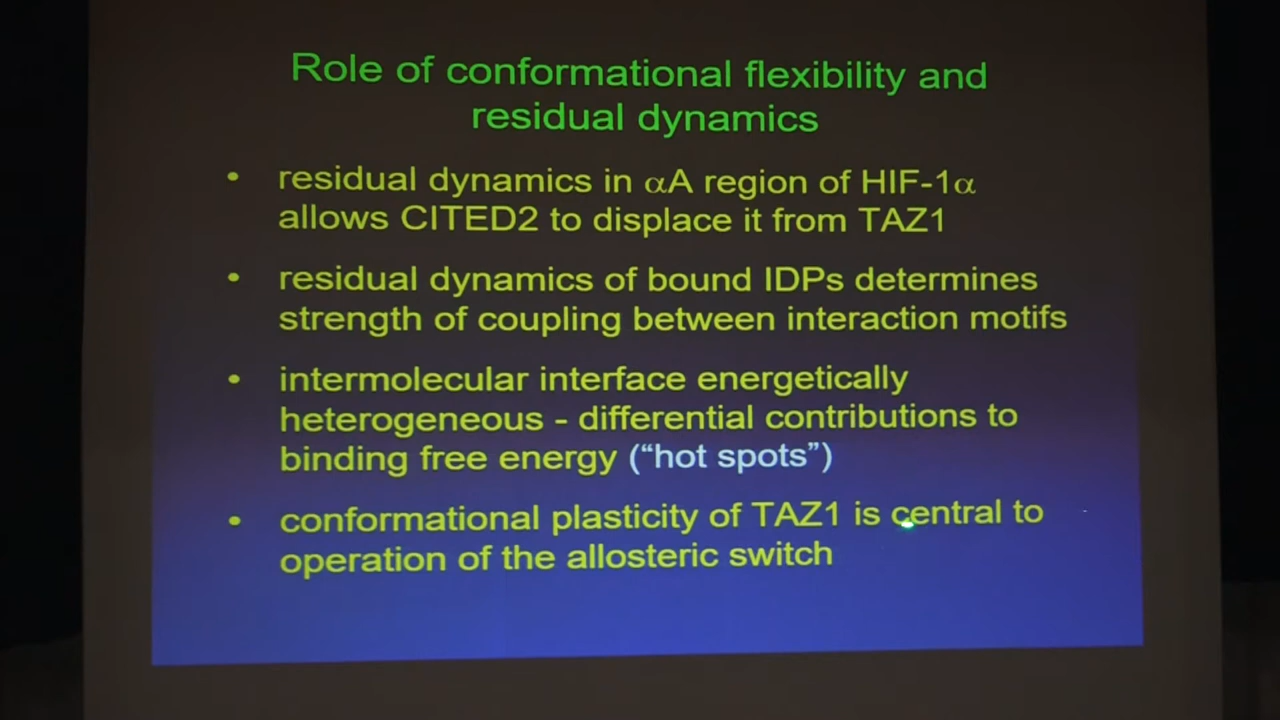 Role of conformational flexibility and
residual dynamics
• residual dynamics in αA region of HIF-1α
allows CITED2 to displace it from TAZ1
• residual dynamics of bound IDPs determines
strength of coupling between interaction motifs
• intermolecular interface energetically
heterogeneous - differential contributions to
binding free energy (“hot spots”)
• conformational plasticity of TAZ1 is central to
operation of the allosteric switch